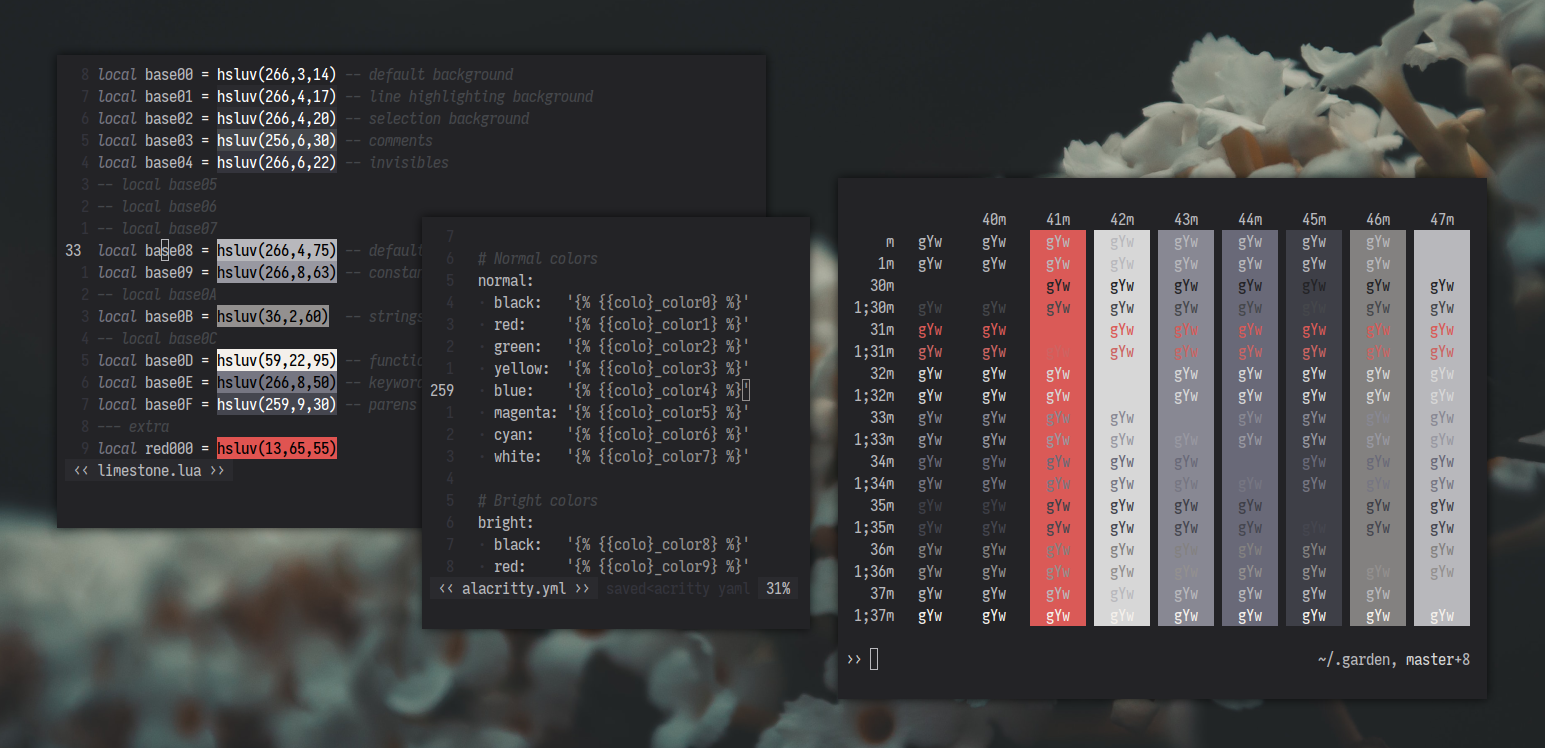 8 local base00 = hsluv(266,3,14) -- default background
7 local base01 = hsluv(266,4,17) -- line highlighting background
6 local base02 = hsluv(266,4,20) -- selection background
5 local base03 = hsluv(256,6,30) -- comments
4 local base04 = hsluv(266,6,22) -- invisibles
3 -- local base05
2 -- local base06
1 -- local base07
33 local base08 = hsluv(266,4,75) -- default
1 local base09 = hsluv(266,8,63) -- constan
2 -- local base0A
3 local base0B = hsluv(36,2,60) -- strings
4 -- local base0C
5 local base0D = hsluv(59,22,95) -- functio
6 local base0E = hsluv(266,8,50) -- keyword
7 local base0F = hsluv(259,9,30) -- parens
8 --- extra
9 local red000 = hsluv(13,65,55)
‹‹ limestone.lua ››
7
6 # Normal colors
5 normal:
4 · black: '{% {{colo}_color0} %}'
3 · red: '{% {{colo}_color1} %}'
2 · green: '{% {{colo}_color2} %}'
1 · yellow: '{% {{colo}_color3} %}'
259 · blue: '{% {{colo}_color4} %}'
1 · magenta: '{% {{colo}_color5} %}'
2 · cyan: '{% {{colo}_color6} %}'
3 · white: '{% {{colo}_color7} %}'
4
5 # Bright colors
6 bright:
7 · black: '{% {{colo}_color8} %}'
8 · red: '{% {{colo}_color9} %}'
‹‹ alacritty.yml ›› saved<acritty yaml 31%
40m 41m 42m 43m 44m 45m 46m 47m
m gYw gYw gYw gYw gYw gYw gYw gYw
1m gYw gYw gYw gYw gYw gYw gYw gYw
30m gYw gYw gYw gYw gYw gYw gYw
1;30m gYw gYw gYw gYw gYw gYw gYw gYw gYw
31m gYw gYw gYw gYw gYw gYw gYw gYw
1;31m gYw gYw gYw gYw gYw gYw gYw gYw
32m gYw gYw gYw gYw gYw gYw gYw gYw
1;32m gYw gYw gYw gYw gYw gYw gYw gYw
33m gYw gYw gYw gYw gYw gYw gYw gYw
1;33m gYw gYw gYw gYw gYw gYw gYw gYw gYw
34m gYw gYw gYw gYw gYw gYw gYw gYw
1;34m gYw gYw gYw gYw gYw gYw gYw gYw gYw
35m gYw gYw gYw gYw gYw gYw gYw gYw
1;35m gYw gYw gYw gYw gYw gYw gYw gYw gYw
36m gYw gYw gYw gYw gYw gYw gYw gYw
1;36m gYw gYw gYw gYw gYw gYw gYw gYw gYw
37m gYw gYw gYw gYw gYw gYw gYw gYw gYw
1;37m gYw gYw gYw gYw gYw gYw gYw gYw gYw
›› ~/.garden, master+8